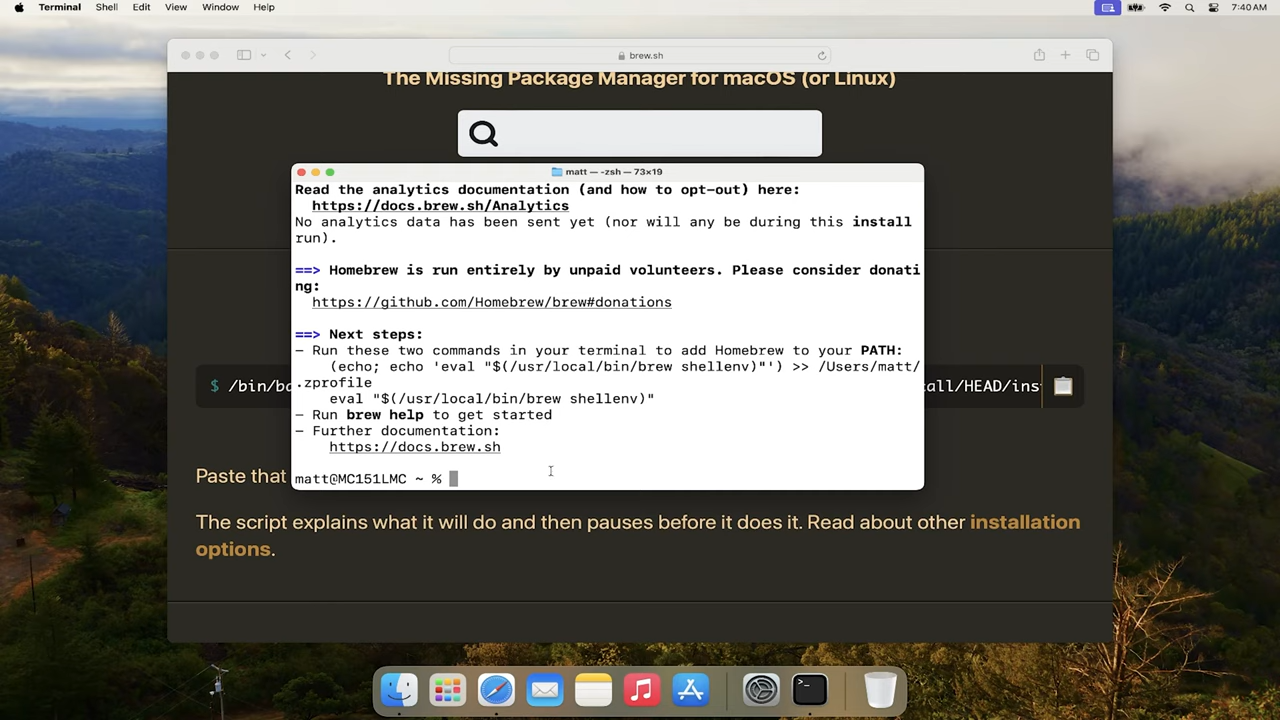 Terminal Shell Edit View Window Help 7:40 AM
brew.sh
The Missing Package Manager for macOS (or Linux)
matt — -zsh — 73×19
Read the analytics documentation (and how to opt-out) here:
https://docs.brew.sh/Analytics
No analytics data has been sent yet (nor will any be during this install
run).
==> Homebrew is run entirely by unpaid volunteers. Please consider donati
ng:
https://github.com/Homebrew/brew#donations
==> Next steps:
- Run these two commands in your terminal to add Homebrew to your PATH:
(echo; echo 'eval "$(/usr/local/bin/brew shellenv)"') >> /Users/matt/
.zprofile
eval "$(/usr/local/bin/brew shellenv)"
- Run brew help to get started
- Further documentation:
https://docs.brew.sh
matt@MC151LMC ~ %
$ /bin/ba all/HEAD/ins
Paste that
The script explains what it will do and then pauses before it does it. Read about other installation
options.